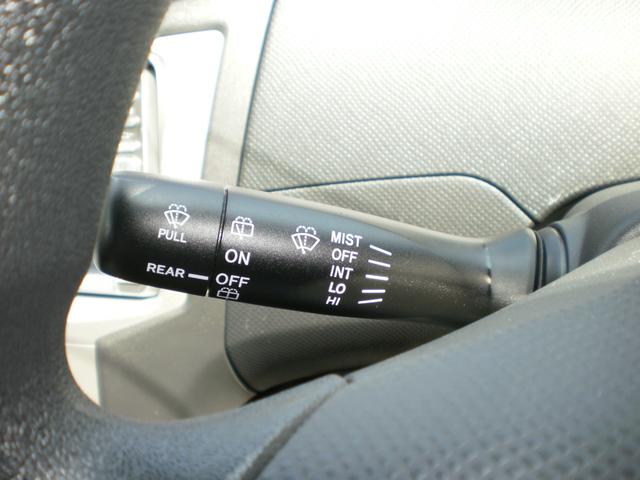 PULL
REAR
ON
OFF
MIST
OFF
INT
LO
HI